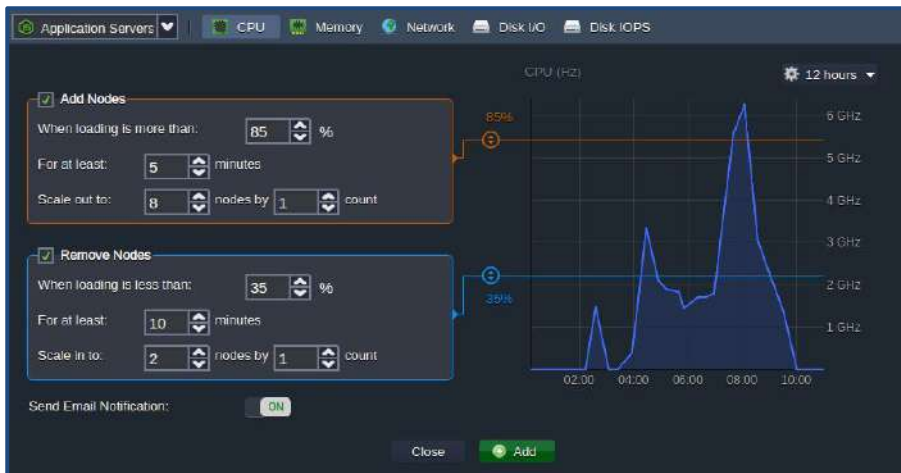 Application Servers CPU Memory Network Disk I/O Disk IOPS
CPU (Hz) 12 hours
Add Nodes
When loading is more than: 85 %
For at least: 5 minutes
Scale out to: 8 nodes by 1 count
Remove Nodes
When loading is less than: 35 %
For at least: 10 minutes
Scale in to: 2 nodes by 1 count
Send Email Notification: ON
85%
35%
6 GHz
5 GHz
4 GHz
3 GHz
2 GHz
1 GHz
02:00 04:00 06:00 08:00 10:00
Close Add